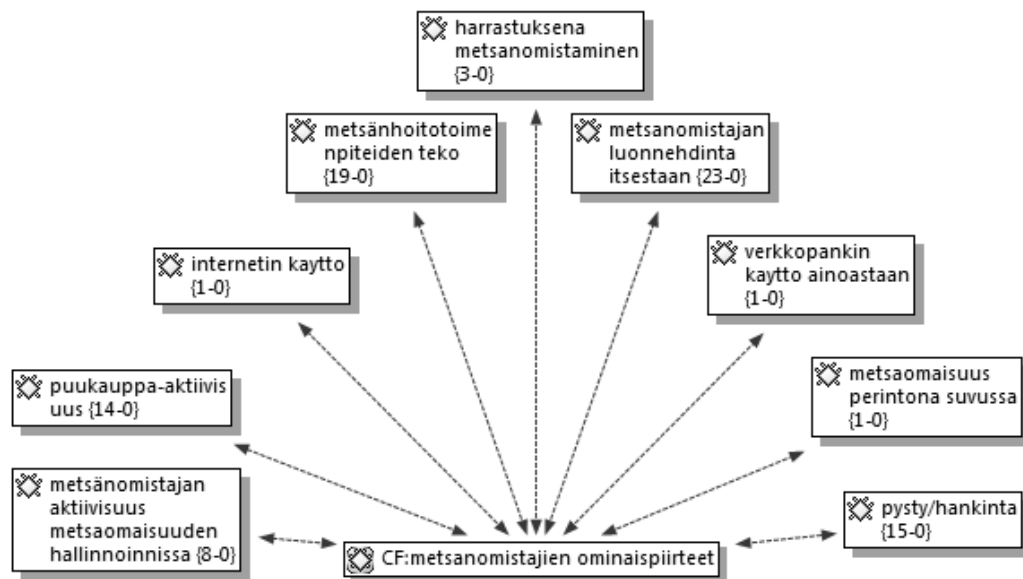 harrastuksena
metsanomistaminen
{3-0}
metsänhoitotoime
npiteiden teko
{19-0}
metsanomistajan
luonnehdinta
itsestaan {23-0}
internetin kaytto
{1-0}
verkkopankin
kaytto ainoastaan
{1-0}
puukauppa-aktiivis
uus {14-0}
metsaomaisuus
perintona suvussa
{1-0}
metsänomistajan
aktiivisuus
metsaomaisuuden
hallinnoinnissa {8-0}
pysty/hankinta
{15-0}
CF:metsanomistajien ominaispiirteet